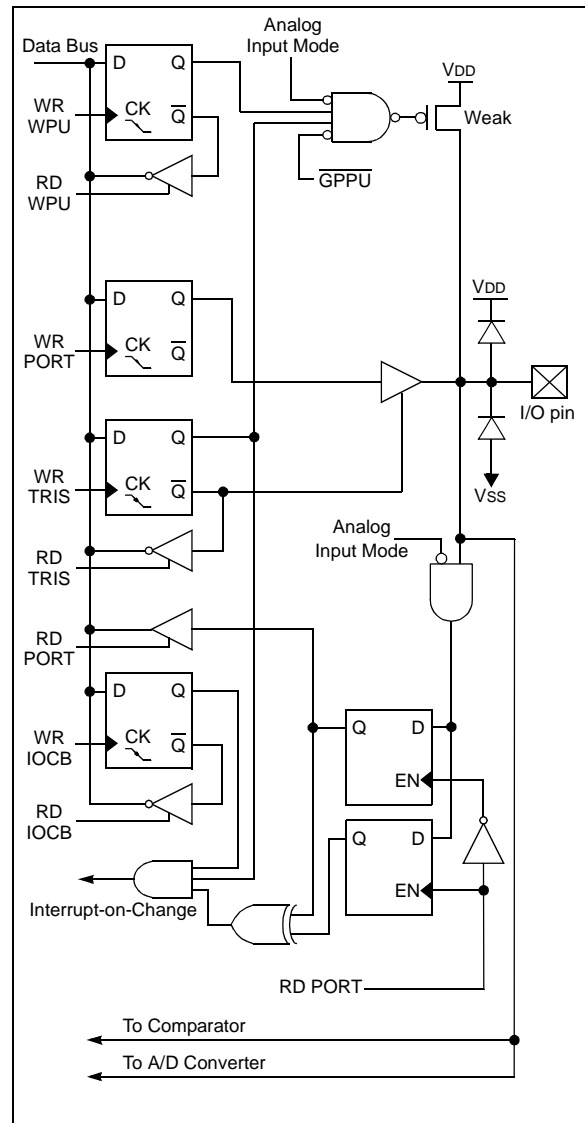 Analog
Input Mode
Data Bus
D Q
VDD
WR
WPU
CK
Q
Weak
RD
WPU
GPPU
D Q
VDD
WR
PORT
CK
Q
I/O pin
D Q
WR
TRIS
CK
Q
VSS
Analog
Input Mode
RD
TRIS
RD
PORT
D Q
Q D
WR
IOCB
CK
Q
EN
RD
IOCB
Q D
Interrupt-on-Change
EN
RD PORT
To Comparator
To A/D Converter